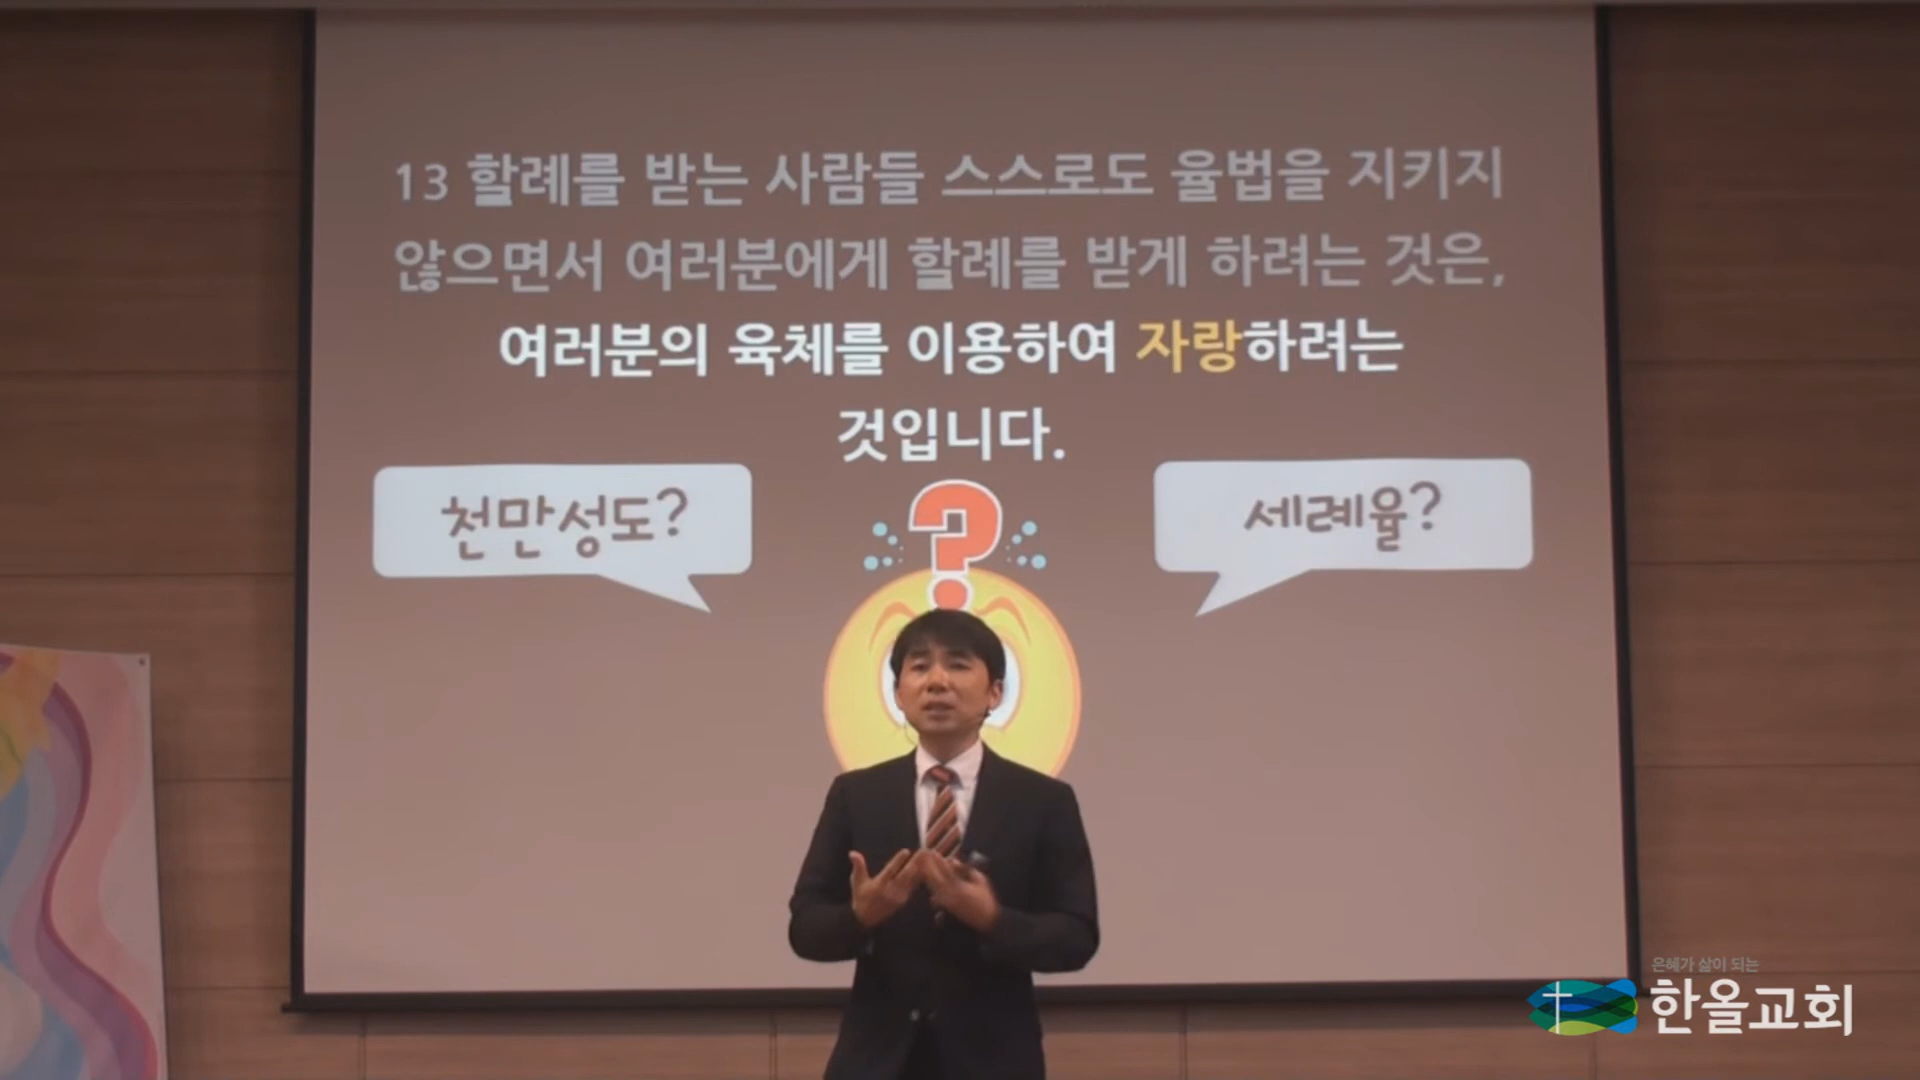 13 할례를 받는 사람들 스스로도 율법을 지키지
않으면서 여러분에게 할례를 받게 하려는 것은,
여러분의 육체를 이용하여 자랑하려는
것입니다.
천만성도?
세례율?
?
은혜가 삶이 되는
한올교회